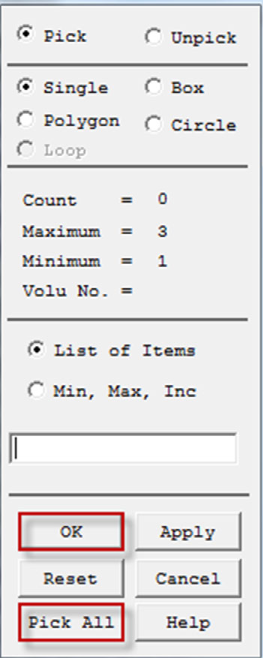 Pick Unpick
Single Box
Polygon Circle
Loop
Count = 0
Maximum = 3
Minimum = 1
Volu No. =
List of Items
Min, Max, Inc
OK Apply
Reset Cancel
Pick All Help